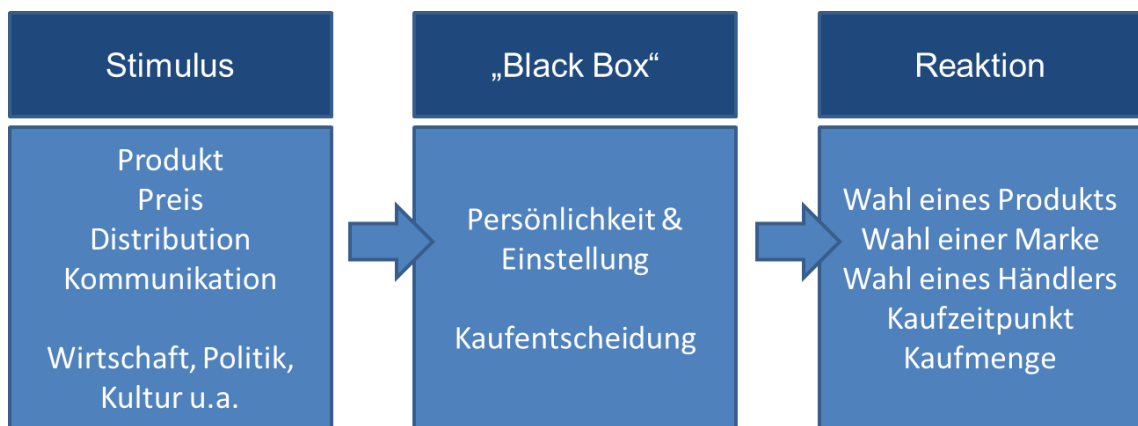 Stimulus
Produkt
Preis
Distribution
Kommunikation
Wirtschaft, Politik,
Kultur u.a.
„Black Box“
Persönlichkeit &
Einstellung
Kaufentscheidung
Reaktion
Wahl eines Produkts
Wahl einer Marke
Wahl eines Händlers
Kaufzeitpunkt
Kaufmenge